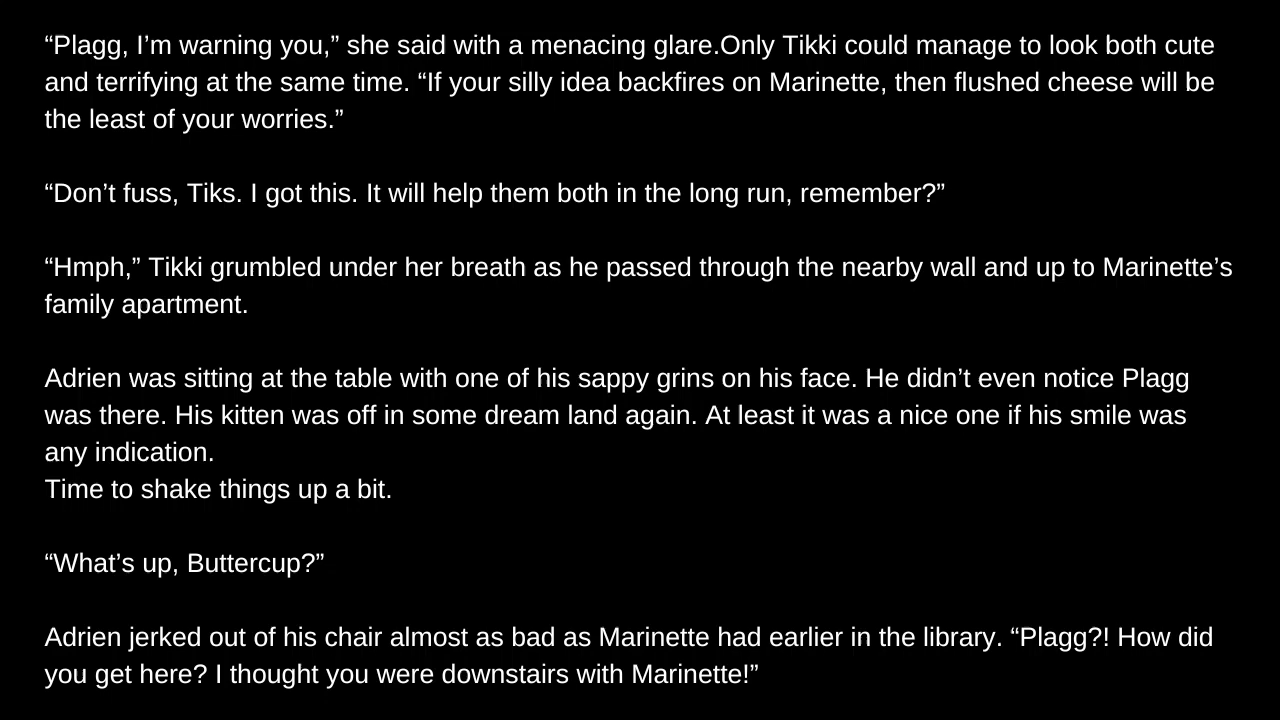 “Plagg, I’m warning you,” she said with a menacing glare.Only Tikki could manage to look both cute
and terrifying at the same time. “If your silly idea backfires on Marinette, then flushed cheese will be
the least of your worries.”
“Don’t fuss, Tiks. I got this. It will help them both in the long run, remember?”
“Hmph,” Tikki grumbled under her breath as he passed through the nearby wall and up to Marinette’s
family apartment.
Adrien was sitting at the table with one of his sappy grins on his face. He didn’t even notice Plagg
was there. His kitten was off in some dream land again. At least it was a nice one if his smile was
any indication.
Time to shake things up a bit.
“What’s up, Buttercup?”
Adrien jerked out of his chair almost as bad as Marinette had earlier in the library. “Plagg?! How did
you get here? I thought you were downstairs with Marinette!”